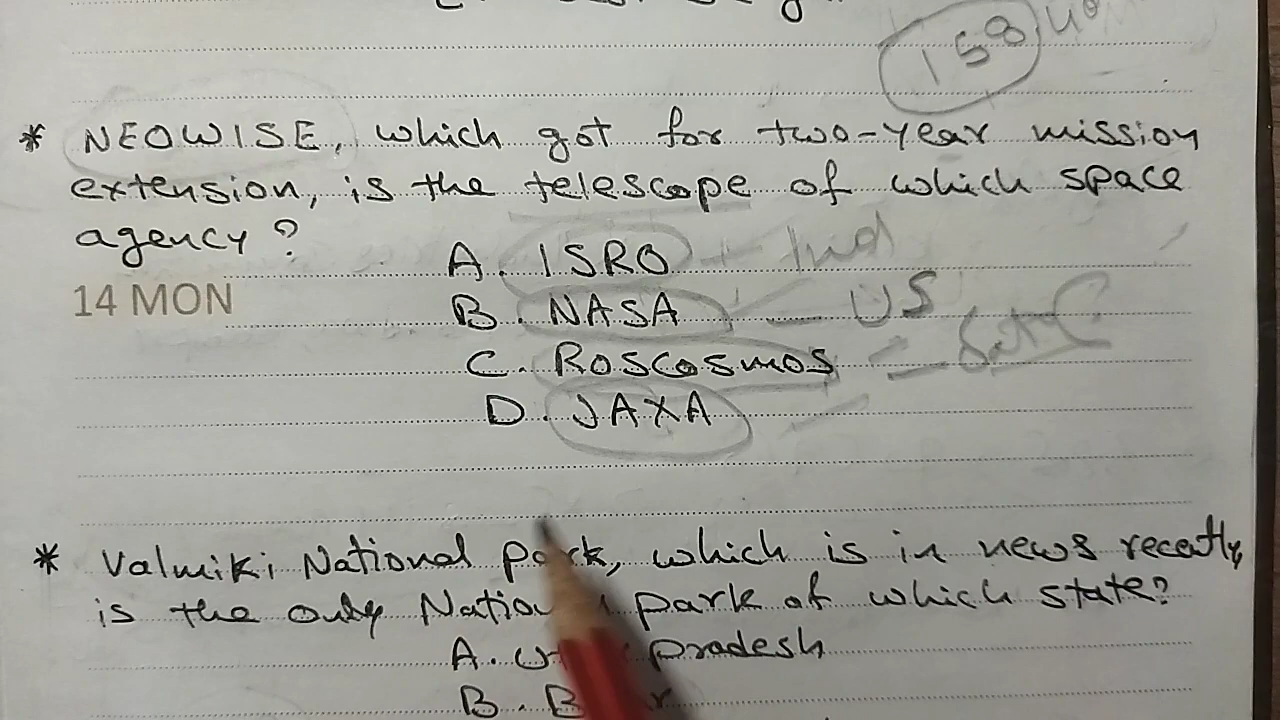 158
* NEOWISE, which got for two-year mission
extension, is the telescope of which space
agency?
A. ISRO - Ind
14 MON
B. NASA - US
C. Roscosmos
D. JAXA
* Valmiki National park, which is in news recently,
is the only park of which state?
A. pradesh
B.